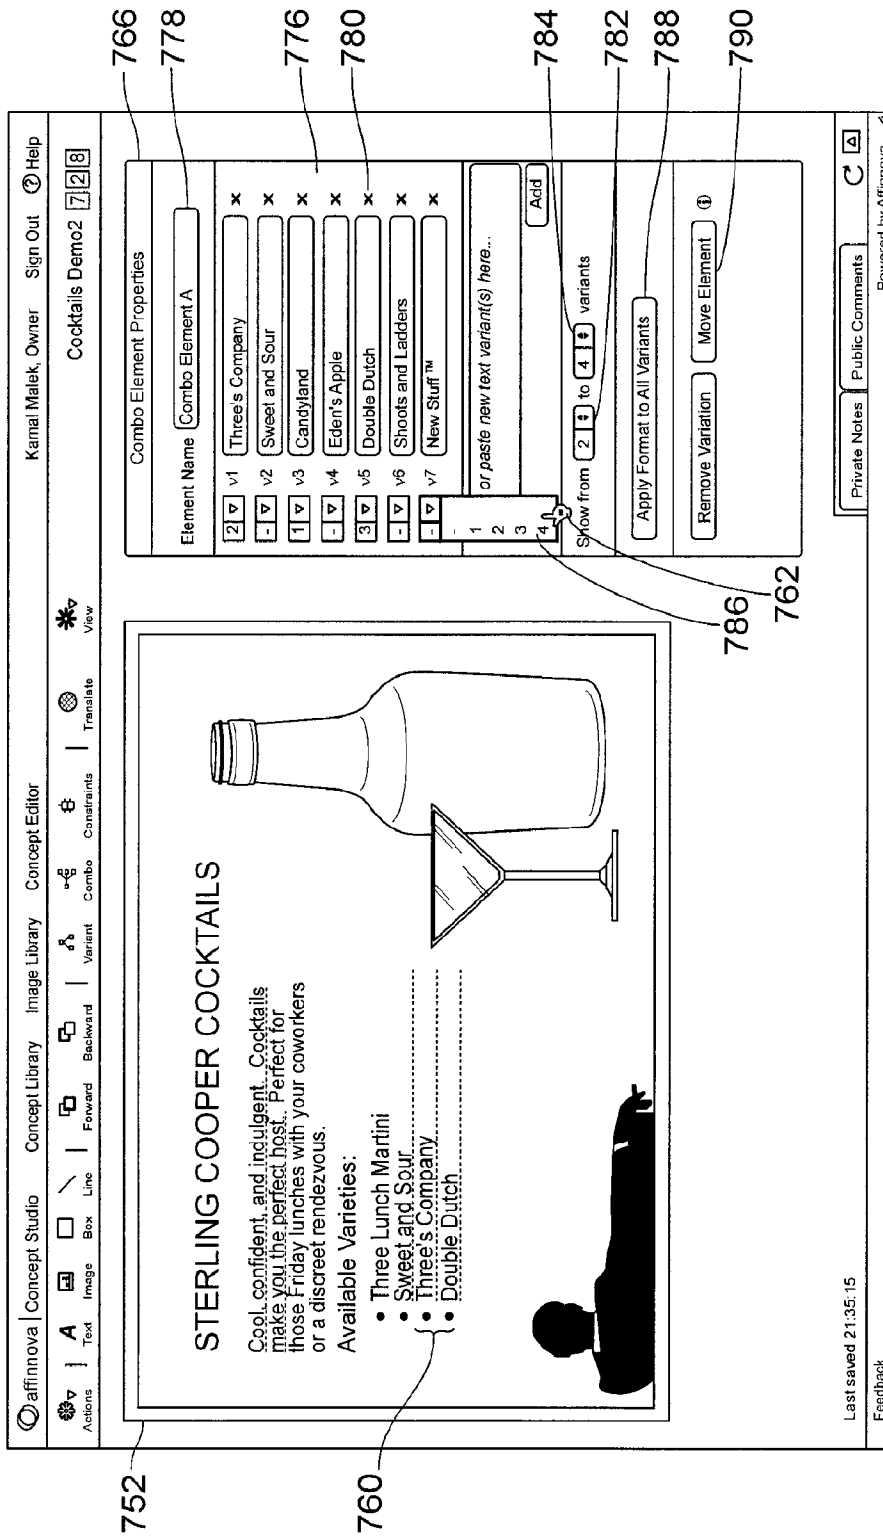 affinnova | Concept Studio Concept Library Image Library Concept Editor Kamal Malek, Owner Sign Out ? Help
Actions Text Image Box Line Forward Backward Variant Combo Constraints Translate View Cocktails Demo2 7 2 8
STERLING COOPER COCKTAILS
Cool, confident, and indulgent. Cocktails
make you the perfect host. Perfect for
those Friday lunches with your coworkers
or a discreet rendezvous.
Available Varieties:
• Three Lunch Martini
• Sweet and Sour
• Three's Company
• Double Dutch
Combo Element Properties
Element Name Combo Element A
2 v1 Three's Company x
- v2 Sweet and Sour x
1 v3 Candyland x
- v4 Eden's Apple x
3 v5 Double Dutch x
- v6 Shoots and Ladders x
- v7 New Stuff™ x
-
1
2
3
4
or paste new text variant(s) here...
Add
Show from 2 to 4 variants
Apply Format to All Variants
Remove Variation Move Element i
Private Notes Public Comments
Last saved 21:35:15
Feedback Powered by Affinnova
752
760
766
778
776
780
784
782
788
790
786
762